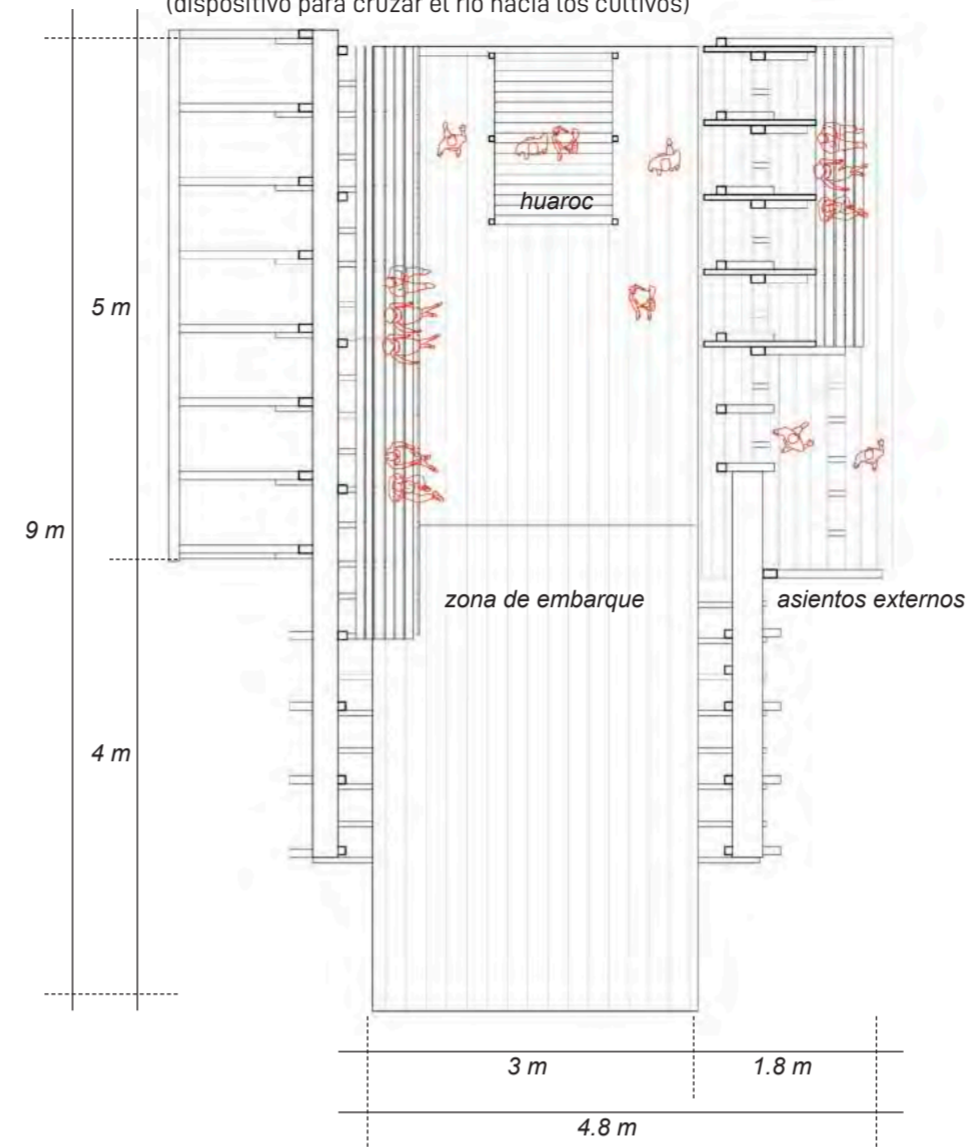 (dispositivo para cruzar el río hacia los cultivos)
huaroc
5 m
9 m
zona de embarque
asientos externos
4 m
3 m
1.8 m
4.8 m